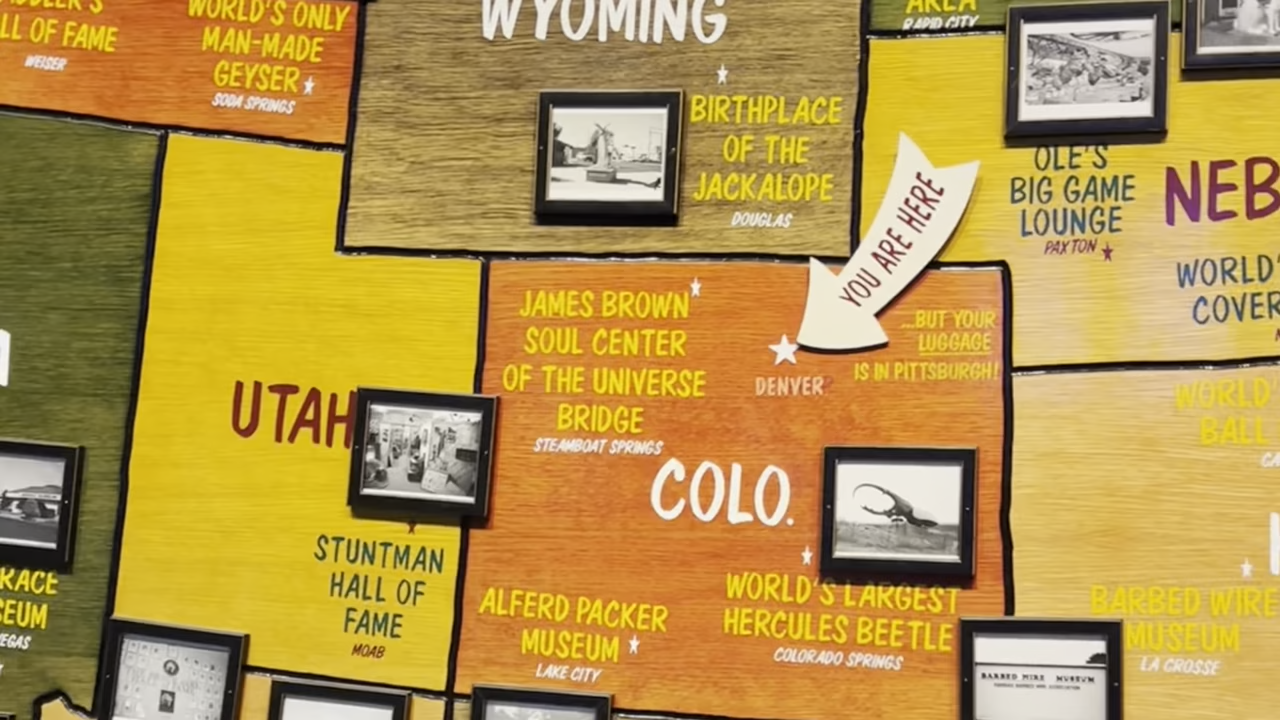 HALL OF FAME
WEISER
WORLD'S ONLY
MAN-MADE
GEYSER
SODA SPRINGS
WYOMING
BIRTHPLACE
OF THE
JACKALOPE
DOUGLAS
AREA
RAPID CITY
OLE'S
BIG GAME
LOUNGE
PAXTON
NEB
WORLD'
COVER
YOU ARE HERE
...BUT YOUR
LUGGAGE
IS IN PITTSBURGH!
DENVER?
JAMES BROWN
SOUL CENTER
OF THE UNIVERSE
BRIDGE
STEAMBOAT SPRINGS
COLO.
UTAH
STUNTMAN
HALL OF
FAME
MOAB
ALFERD PACKER
MUSEUM
LAKE CITY
WORLD'S LARGEST
HERCULES BEETLE
COLORADO SPRINGS
WORLD'
BALL
BARBED WIRE
MUSEUM
LA CROSSE
BARBED WIRE MUSEUM
RACE
SEUM
VEGAS